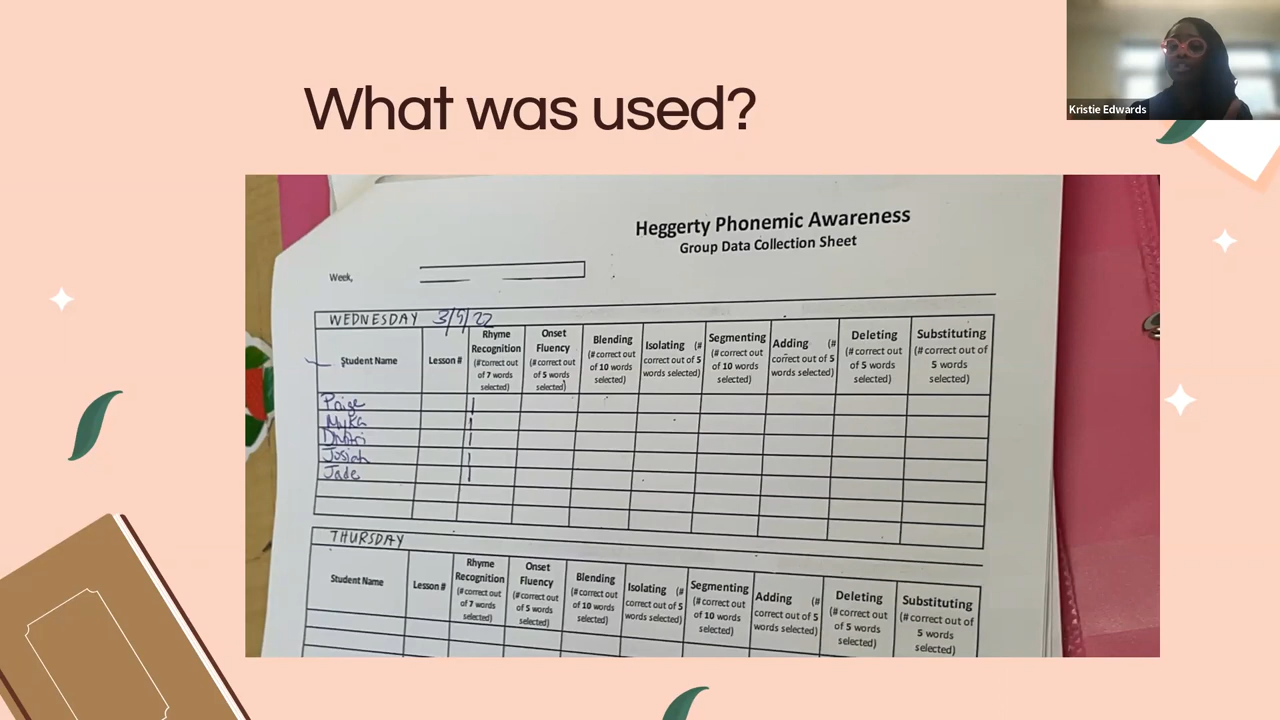 What was used?
Kristie Edwards
Heggerty Phonemic Awareness
Group Data Collection Sheet
Week,
WEDNESDAY 3/9/22
Student Name
Lesson #
Rhyme
Recognition
(# correct out
of 7 words
selected)
Onset
Fluency
(# correct out
of 5 words
selected)
Blending
(# correct out
of 10 words
selected)
Isolating (#
correct out of 5
words selected)
Segmenting
(# correct out
of 10 words
selected)
Adding (#
correct out of 5
words selected)
Deleting
(# correct out
of 5 words
selected)
Substituting
(# correct out of
5 words
selected)
Paige
Myka
Dmitri
Josiah
Jade
THURSDAY
Student Name
Lesson #
Rhyme
Recognition
(# correct out
of 7 words
selected)
Onset
Fluency
(# correct out
of 5 words
selected)
Blending
(# correct out
of 10 words
selected)
Isolating (#
correct out of 5
words selected)
Segmenting
(# correct out
of 10 words
selected)
Adding (#
correct out of 5
words selected)
Deleting
(# correct out
of 5 words
selected)
Substituting
(# correct out of
5 words
selected)